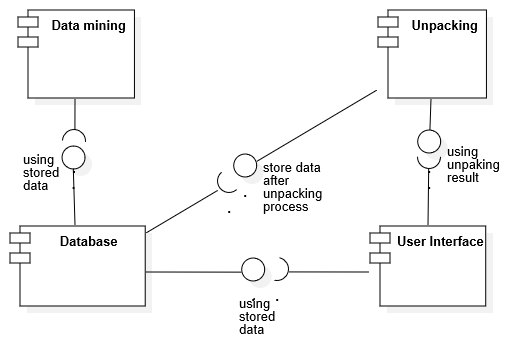 Data mining
Unpacking
using
stored
data
store data
after
unpacking
process
using
unpaking
result
Database
User Interface
using
stored
data